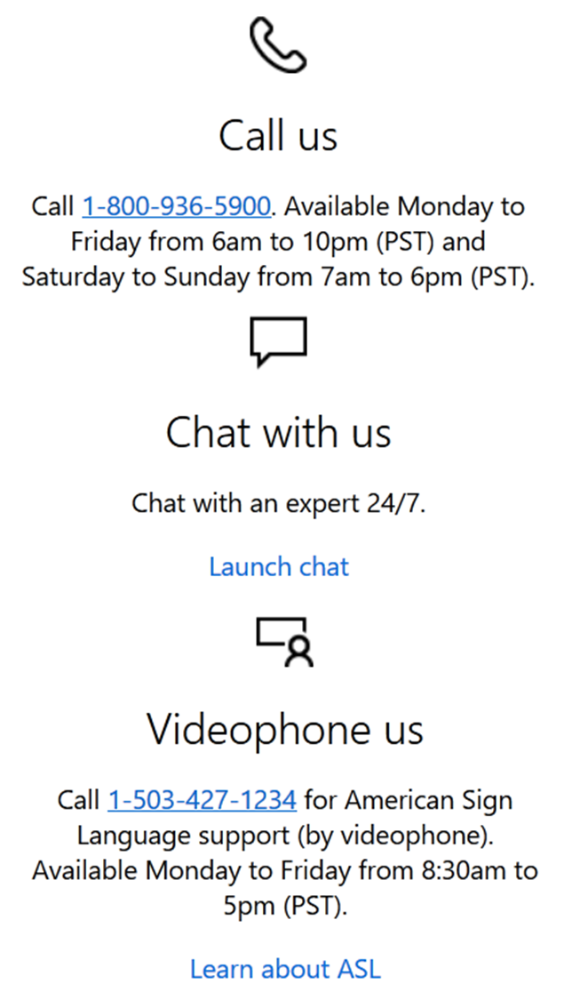 Call us
Call 1-800-936-5900. Available Monday to
Friday from 6am to 10pm (PST) and
Saturday to Sunday from 7am to 6pm (PST).
Chat with us
Chat with an expert 24/7.
Launch chat
Videophone us
Call 1-503-427-1234 for American Sign
Language support (by videophone).
Available Monday to Friday from 8:30am to
5pm (PST).
Learn about ASL